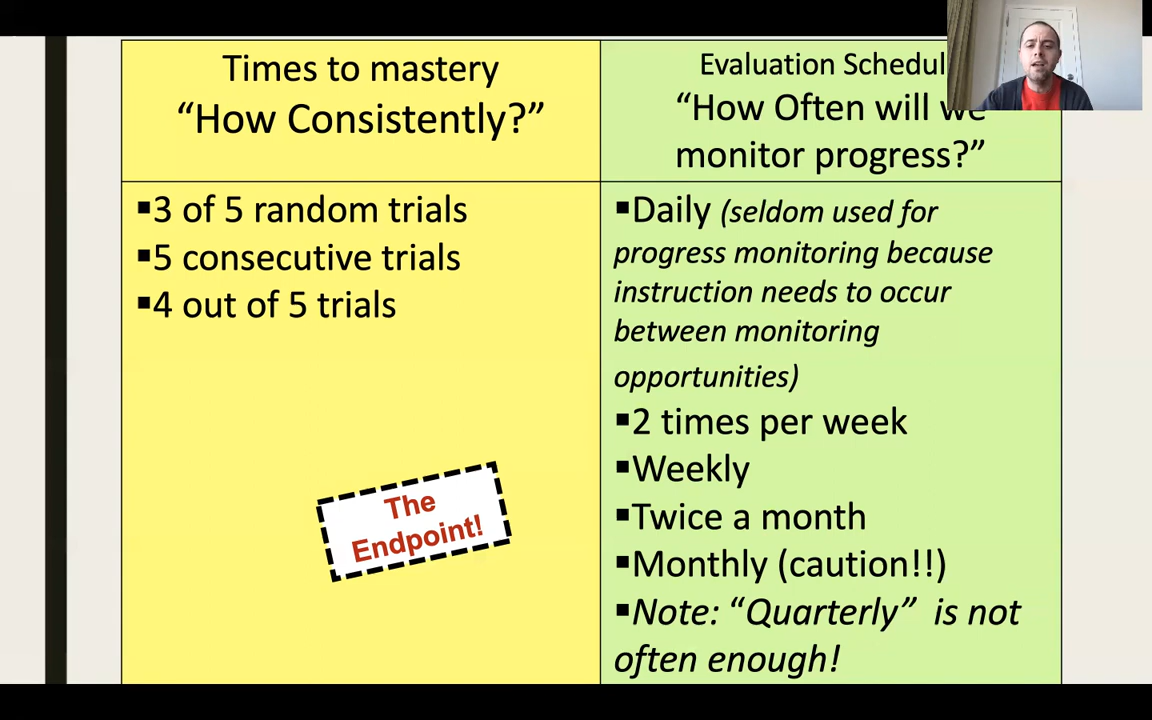 Times to mastery
“How Consistently?”
▪3 of 5 random trials
▪5 consecutive trials
▪4 out of 5 trials
The
Endpoint!
Evaluation Schedul
“How Often will we
monitor progress?”
▪Daily (seldom used for
progress monitoring because
instruction needs to occur
between monitoring
opportunities)
▪2 times per week
▪Weekly
▪Twice a month
▪Monthly (caution!!)
▪Note: “Quarterly” is not
often enough!